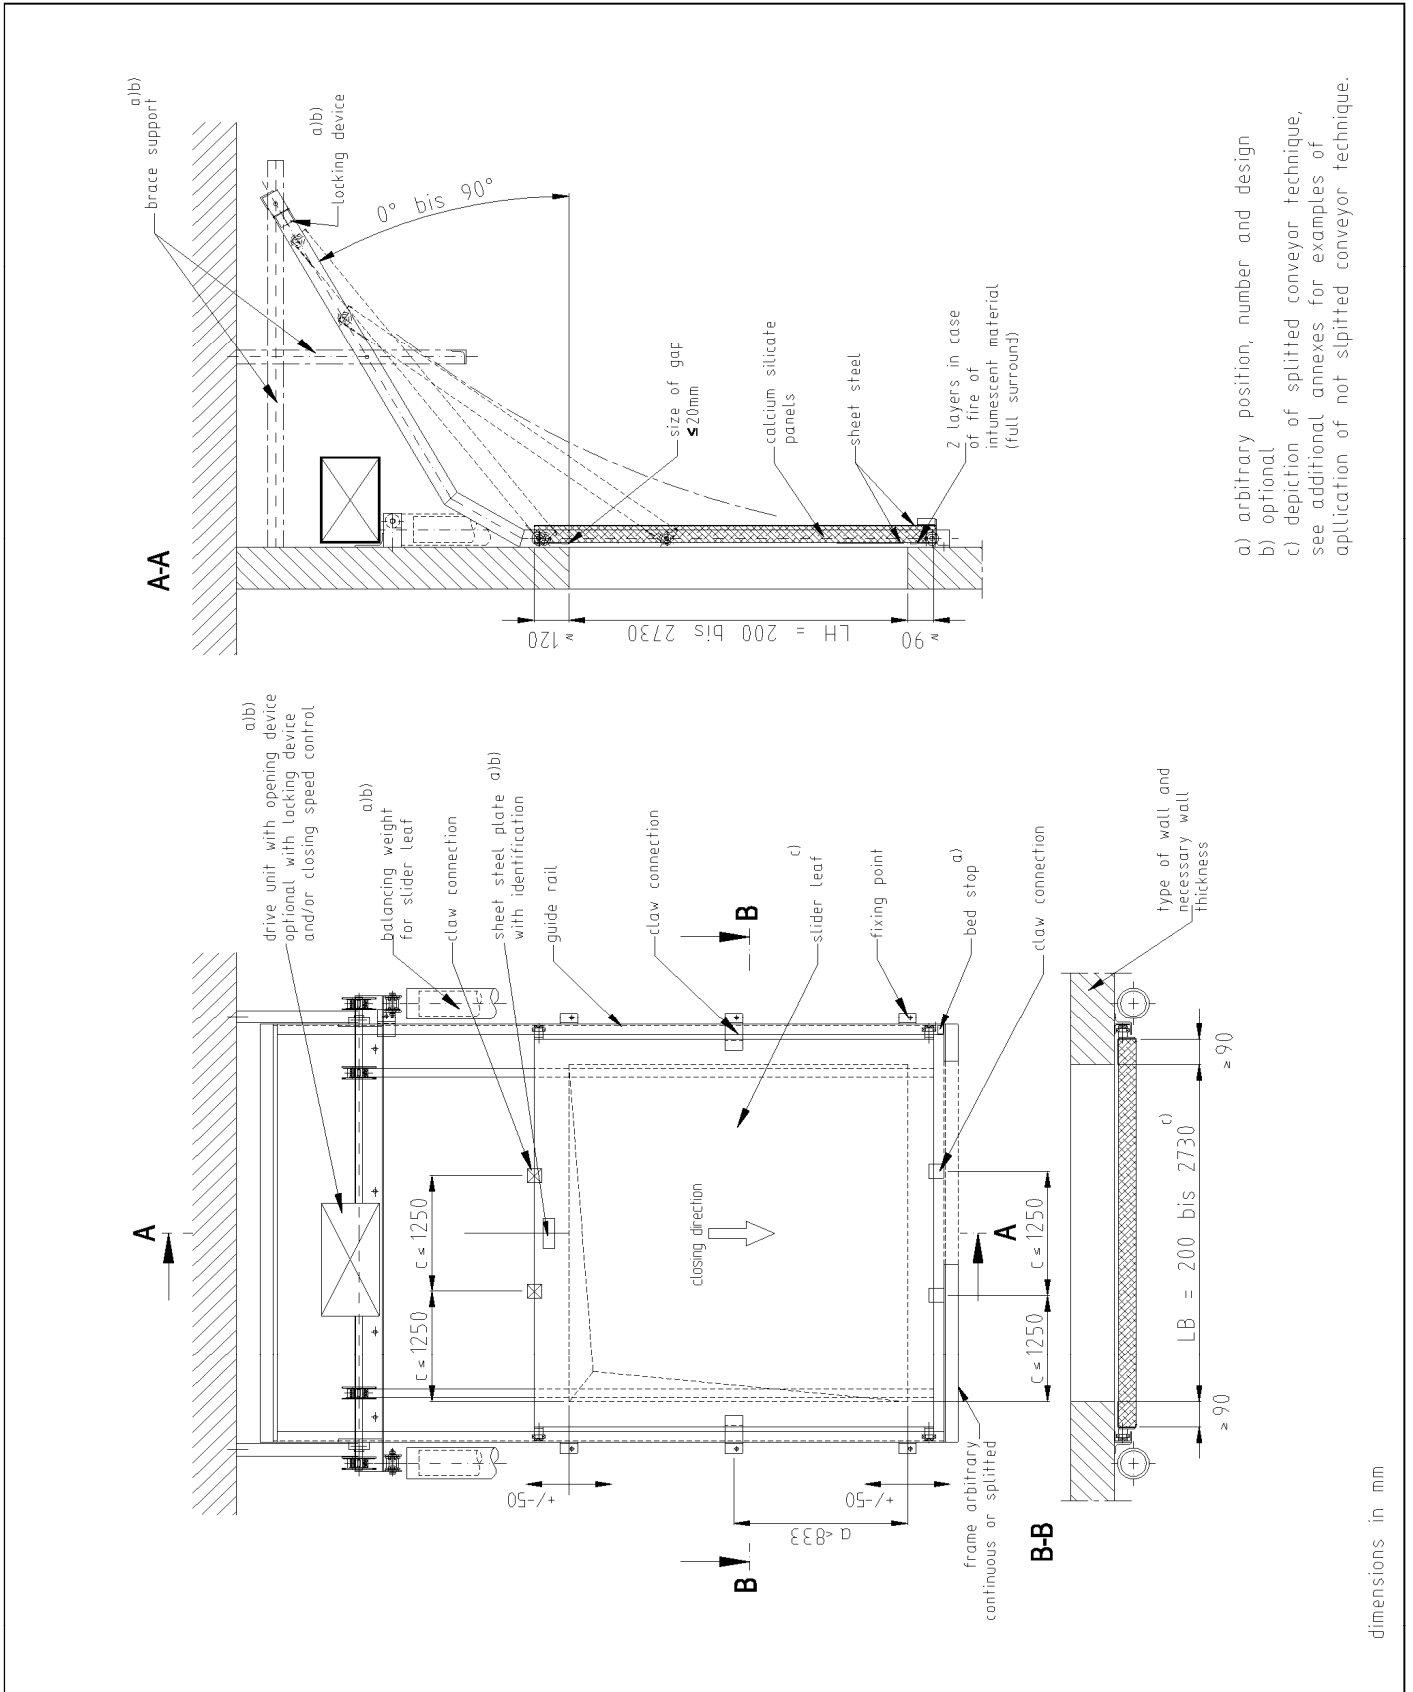 A-A
a)b)
brace support
a)b)
locking device
0° bis 90°
size of gap
≤20mm
calcium silicate
panels
sheet steel
2 layers in case
of fire of
intumescent material
(full surround)
≥
120
LH = 200 bis 2730
≥
90
a) arbitrary position, number and design
b) optional
c) depiction of splitted conveyor technique,
see additional annexes for examples of
aplication of not slpitted conveyor technique.
a)b)
drive unit with opening device
optional with locking device
and/or closing speed control
a)b)
balancing weight
for slider leaf
claw connection
sheet steel plate a)b)
with identification
guide rail
claw connection
c)
slider leaf
fixing point
bed stop a)
claw connection
type of wall and
necessary wall
thickness
A
A
B
B
C ≤ 1250
C ≤ 1250
closing direction
C ≤ 1250
C ≤ 1250
+/-50
+/-50
a<833
frame arbitrary
continuous or splitted
B-B
≥ 90
LB = 200 bis 2730 c)
≥ 90
dimensions in mm